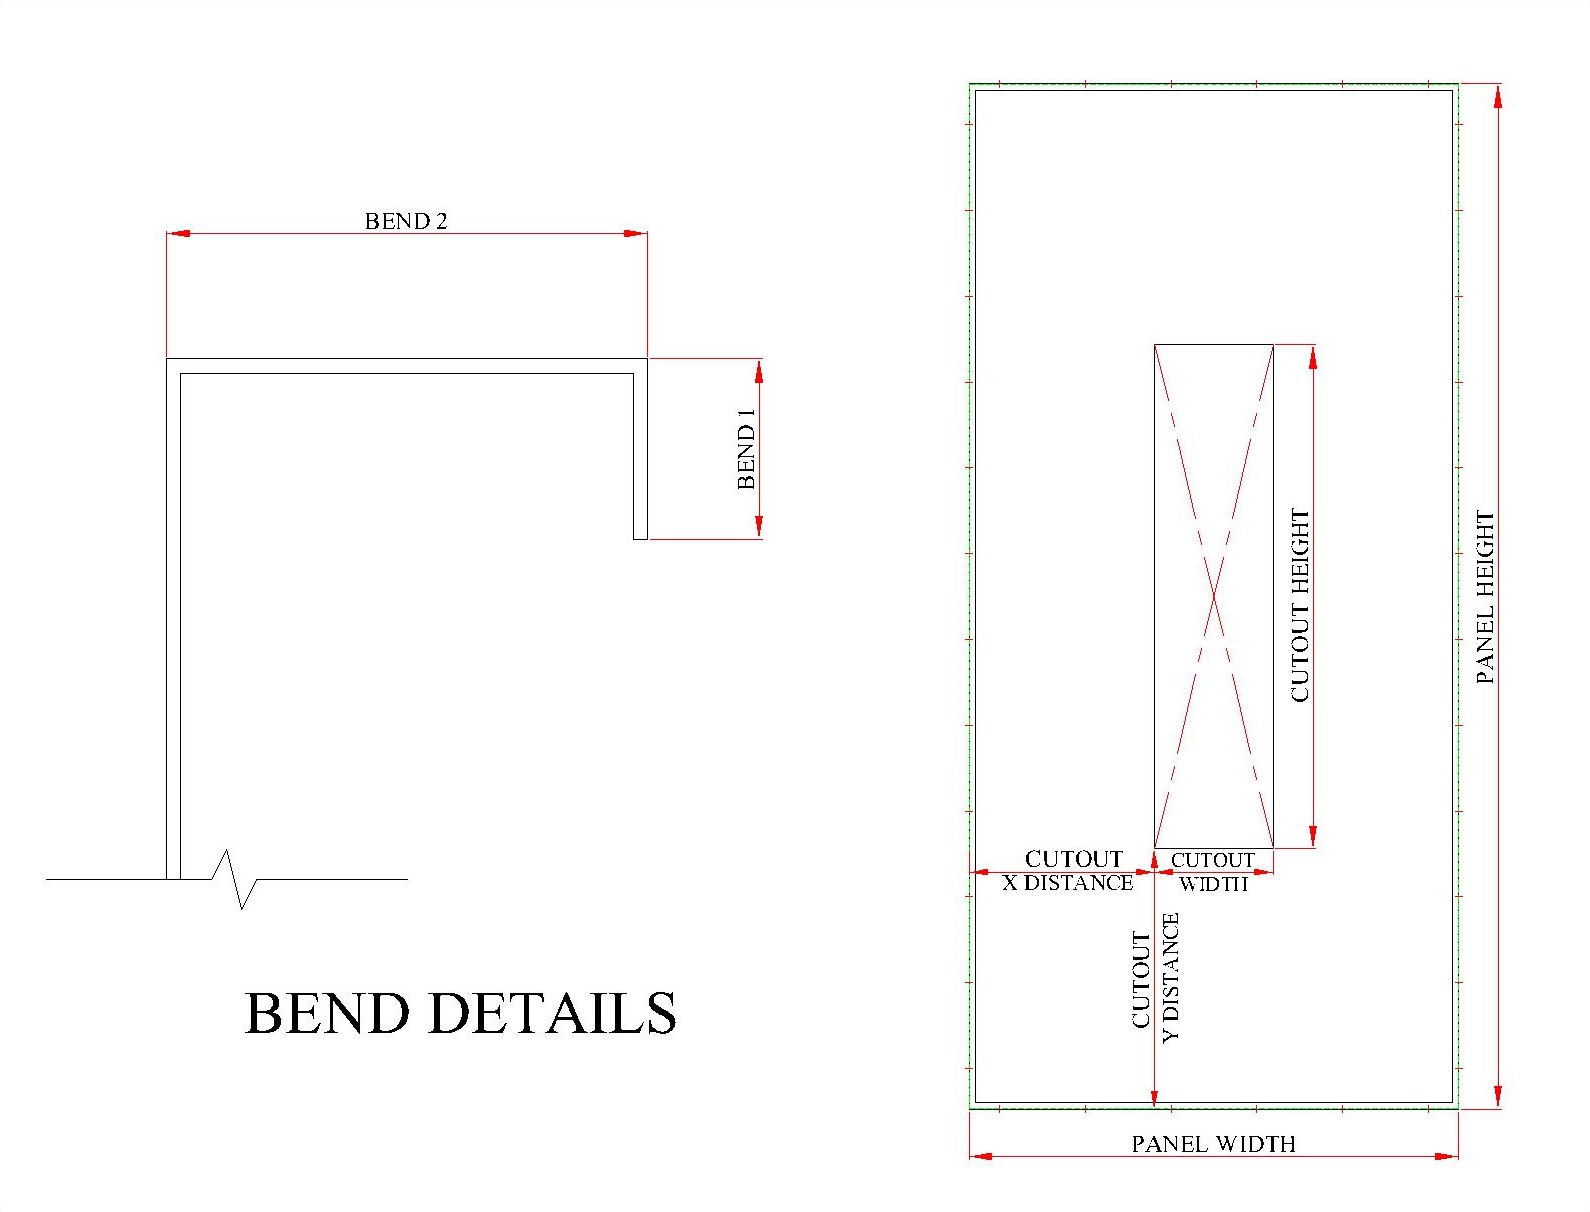 BEND 2
BEND 1
BEND DETAILS
CUTOUT HEIGHT
PANEL HEIGHT
CUTOUT
X DISTANCE
CUTOUT
WIDTH
CUTOUT
Y DISTANCE
PANEL WIDTH